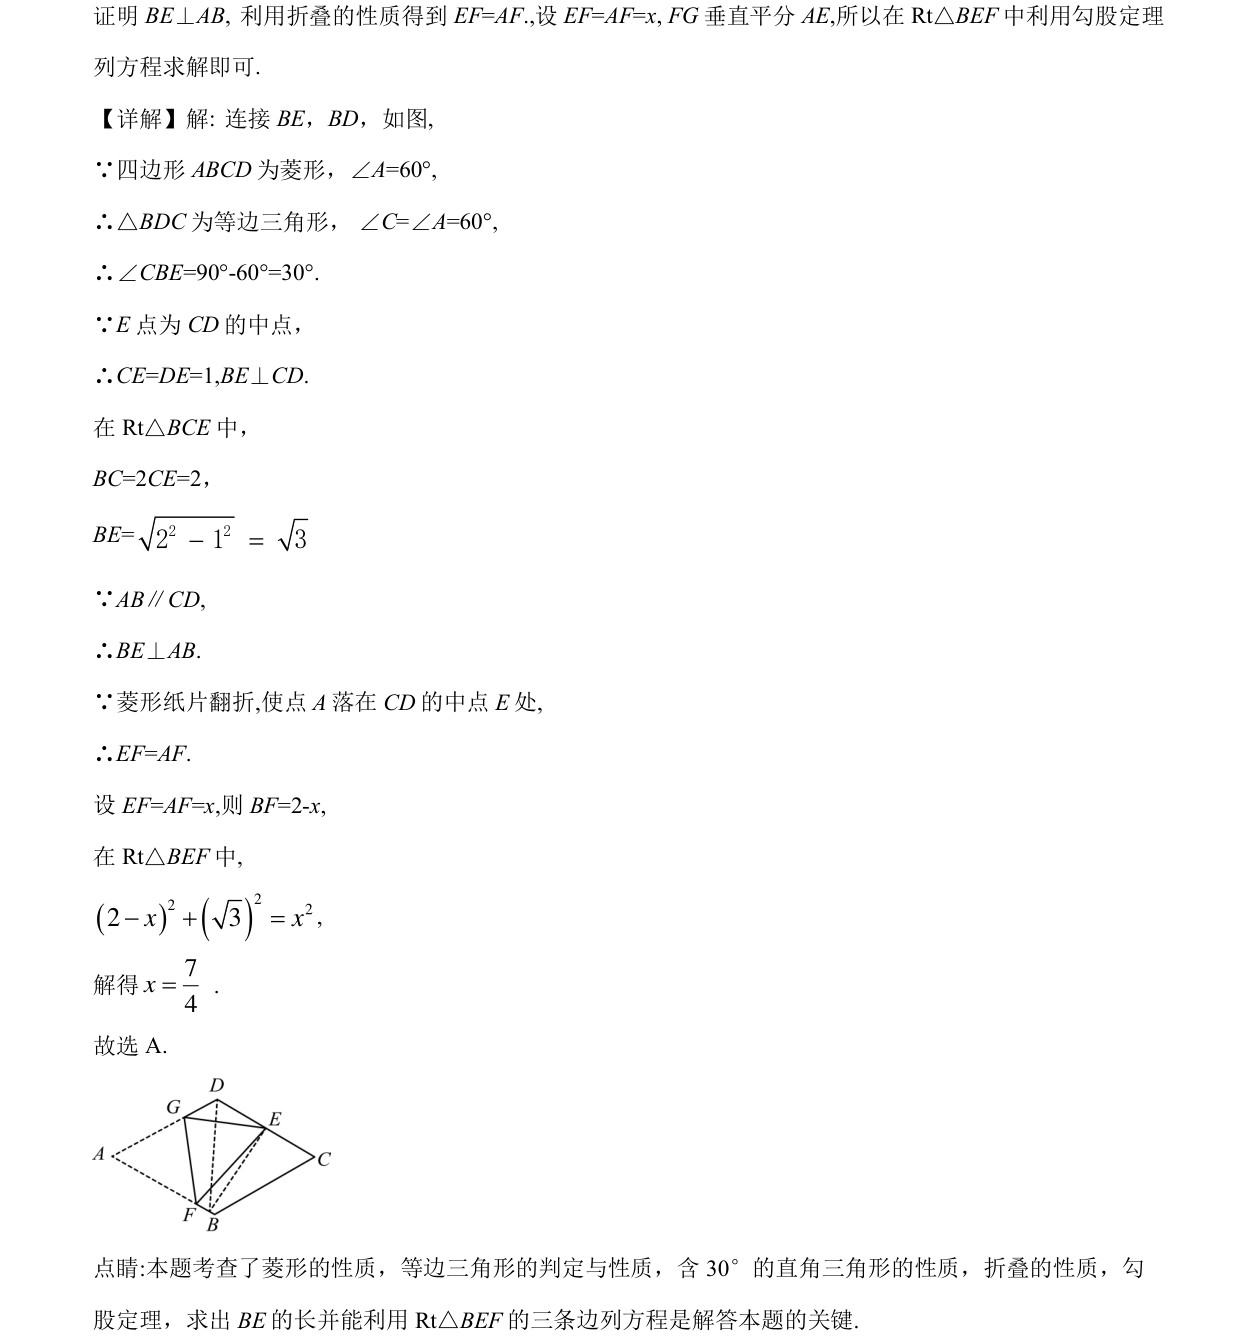 证明 BE⊥AB, 利用折叠的性质得到 EF=AF.,设 EF=AF=x, FG 垂直平分 AE,所以在 Rt△BEF 中利用勾股定理
列方程求解即可.
【详解】解: 连接 BE，BD，如图,
∵四边形 ABCD 为菱形，∠A=60°,
∴△BDC 为等边三角形， ∠C=∠A=60°,
∴∠CBE=90°-60°=30°.
∵E 点为 CD 的中点，
∴CE=DE=1,BE⊥CD.
在 Rt△BCE 中，
BC=2CE=2，
BE=√(2² − 1²) = √3
∵AB∥CD,
∴BE⊥AB.
∵菱形纸片翻折,使点 A 落在 CD 的中点 E 处,
∴EF=AF.
设 EF=AF=x,则 BF=2-x,
在 Rt△BEF 中,
(2−x)²+(√3)²=x²,
解得 x=7/4 .
故选 A.
D
G
E
A
C
F
B
点睛:本题考查了菱形的性质，等边三角形的判定与性质，含 30°的直角三角形的性质，折叠的性质，勾
股定理，求出 BE 的长并能利用 Rt△BEF 的三条边列方程是解答本题的关键.